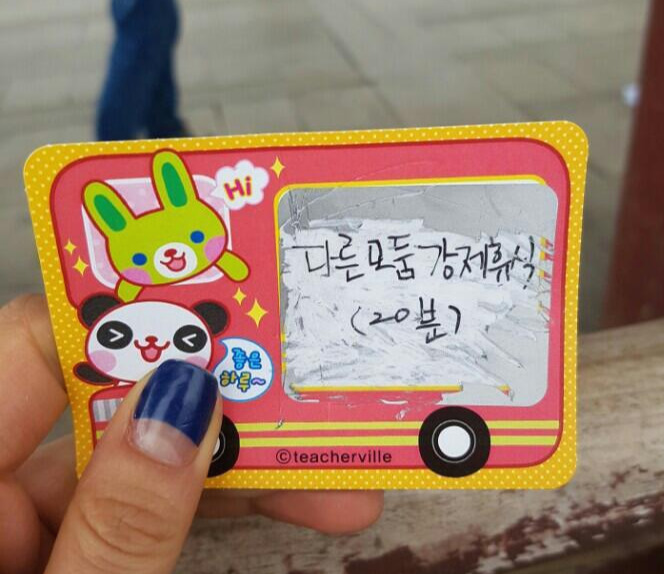 Hi
다른모둠 강제휴식
(20분)
좋은
하루~
©teacherville